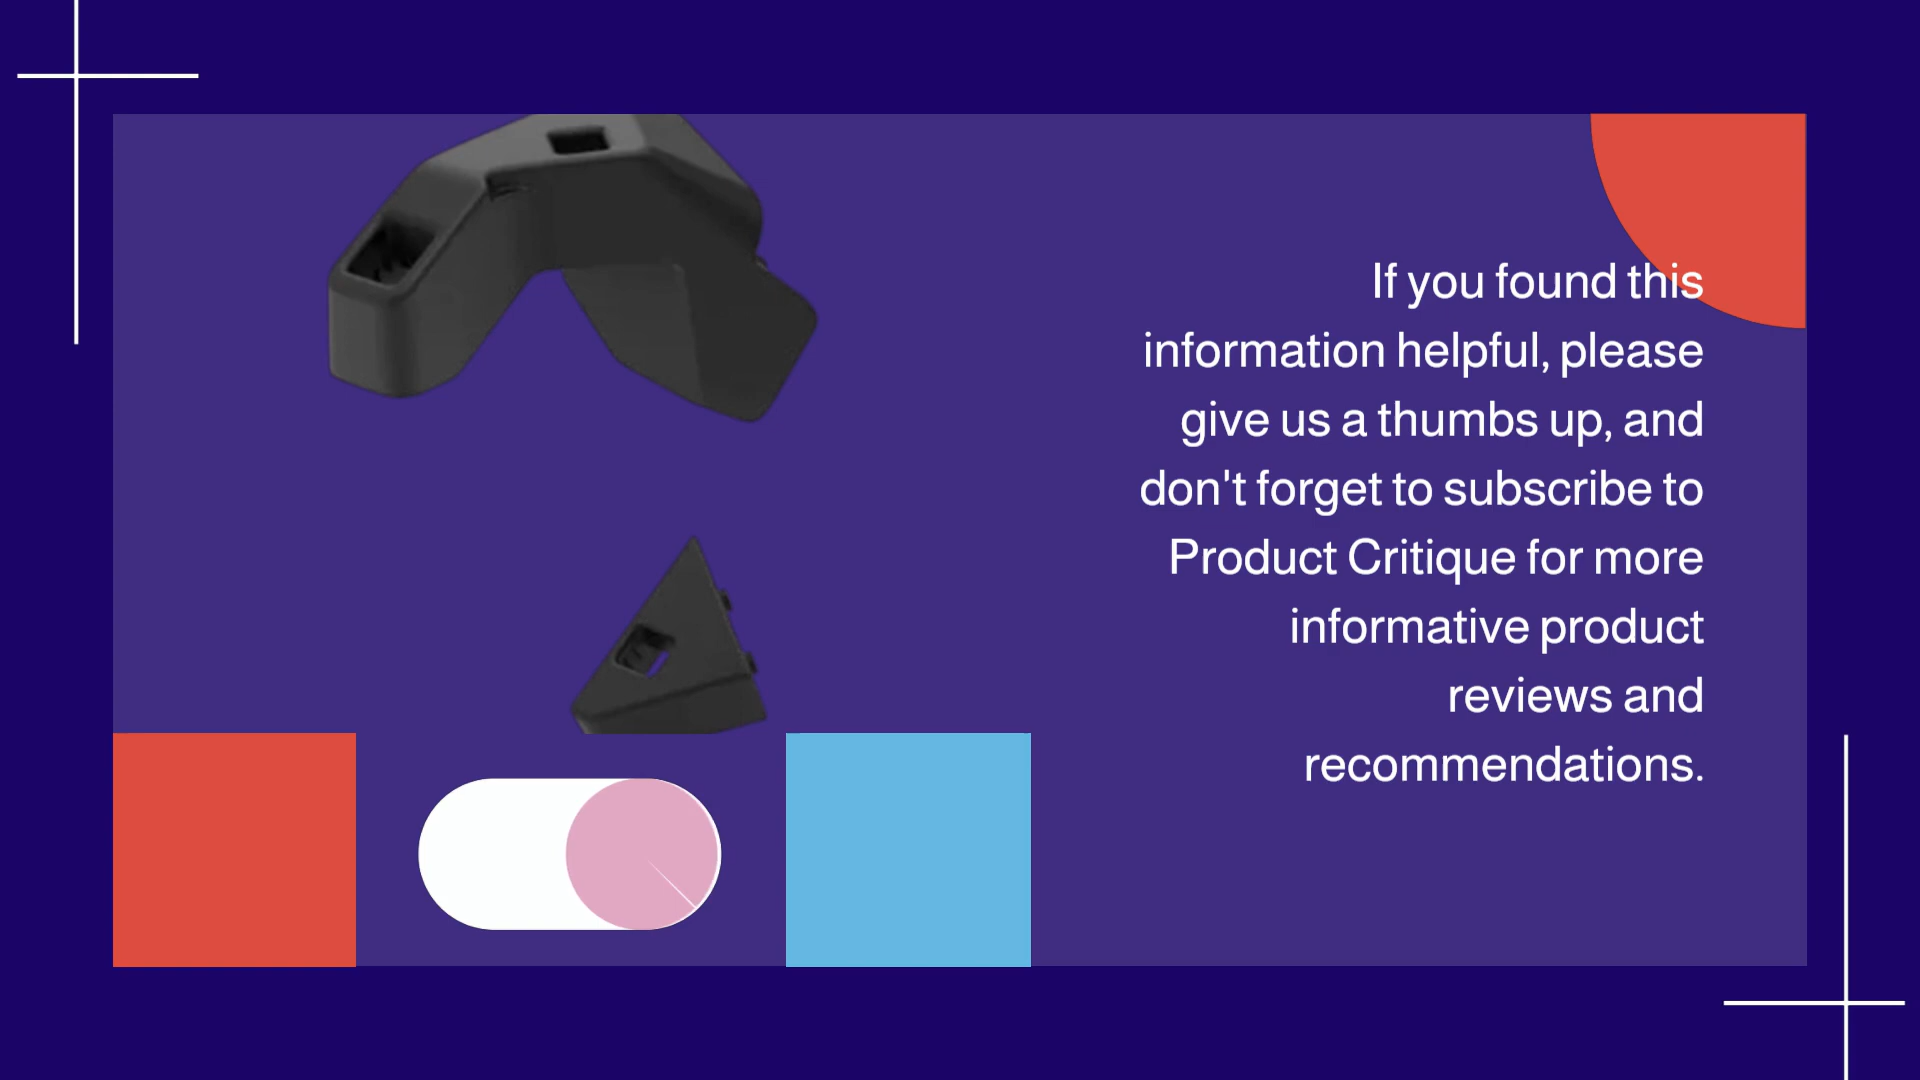 If you found this
information helpful, please
give us a thumbs up, and
don't forget to subscribe to
Product Critique for more
informative product
reviews and
recommendations.